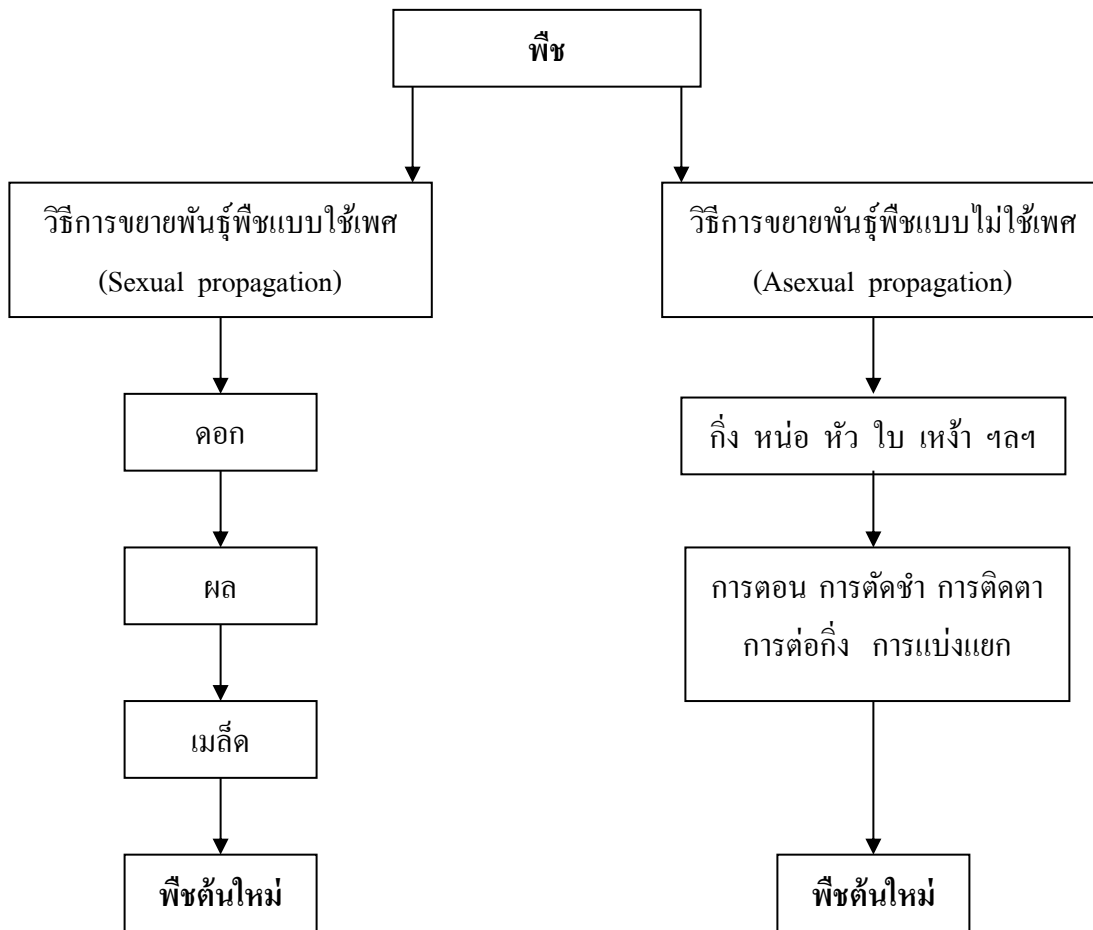 พืช
วิธีการขยายพันธุ์พืชแบบใช้เพศ
(Sexual propagation)
วิธีการขยายพันธุ์พืชแบบไม่ใช้เพศ
(Asexual propagation)
ดอก
กิ่ง หน่อ หัว ใบ เหง้า ฯลฯ
ผล
การตอน การตัดชำ การติดตา
การต่อกิ่ง การแบ่งแยก
เมล็ด
พืชต้นใหม่
พืชต้นใหม่